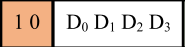 1 0 D₀ D₁ D₂ D₃